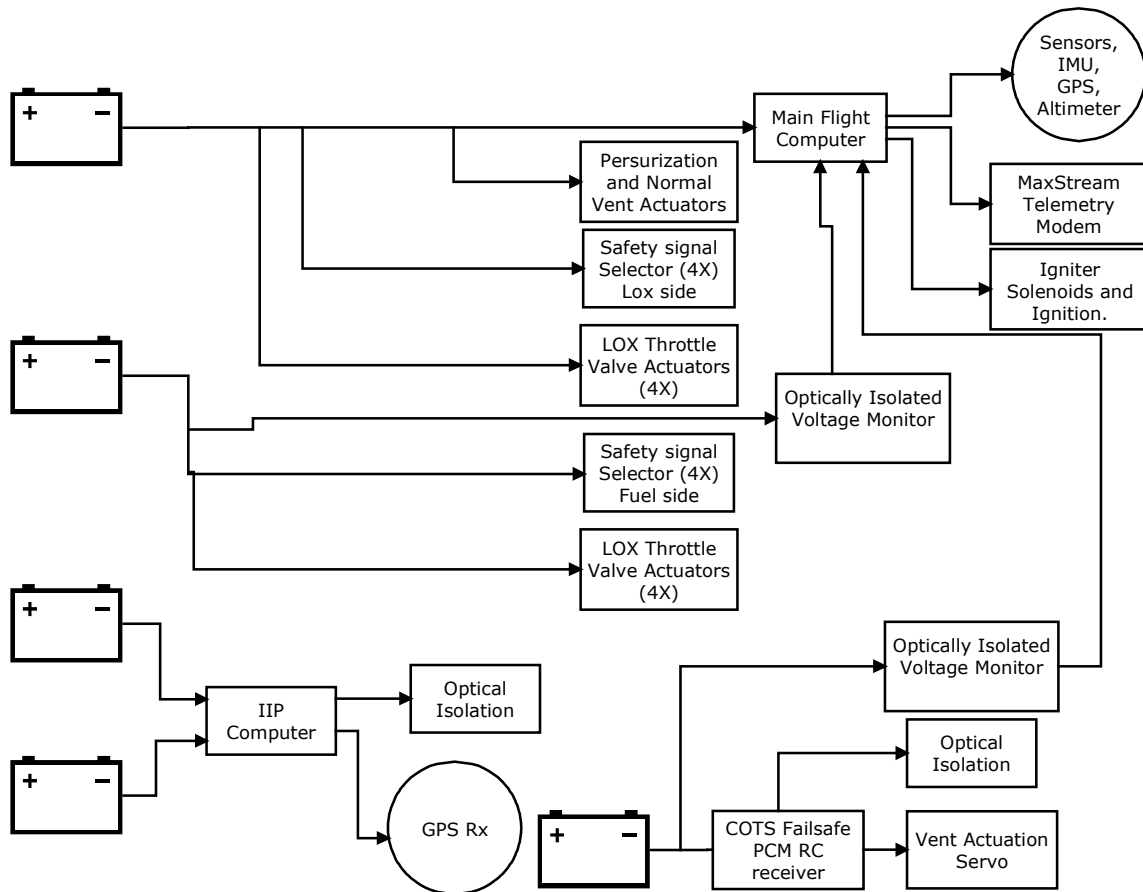 Sensors,
IMU,
GPS,
Altimeter
+ −
Main Flight
Computer
Persurization
and Normal
Vent Actuators
MaxStream
Telemetry
Modem
Safety signal
Selector (4X)
Lox side
Igniter
Solenoids and
Ignition.
+ −
LOX Throttle
Valve Actuators
(4X)
Optically Isolated
Voltage Monitor
Safety signal
Selector (4X)
Fuel side
LOX Throttle
Valve Actuators
(4X)
+ −
Optically Isolated
Voltage Monitor
IIP
Computer
Optical
Isolation
Optical
Isolation
+ −
GPS Rx
+ −
COTS Failsafe
PCM RC
receiver
Vent Actuation
Servo